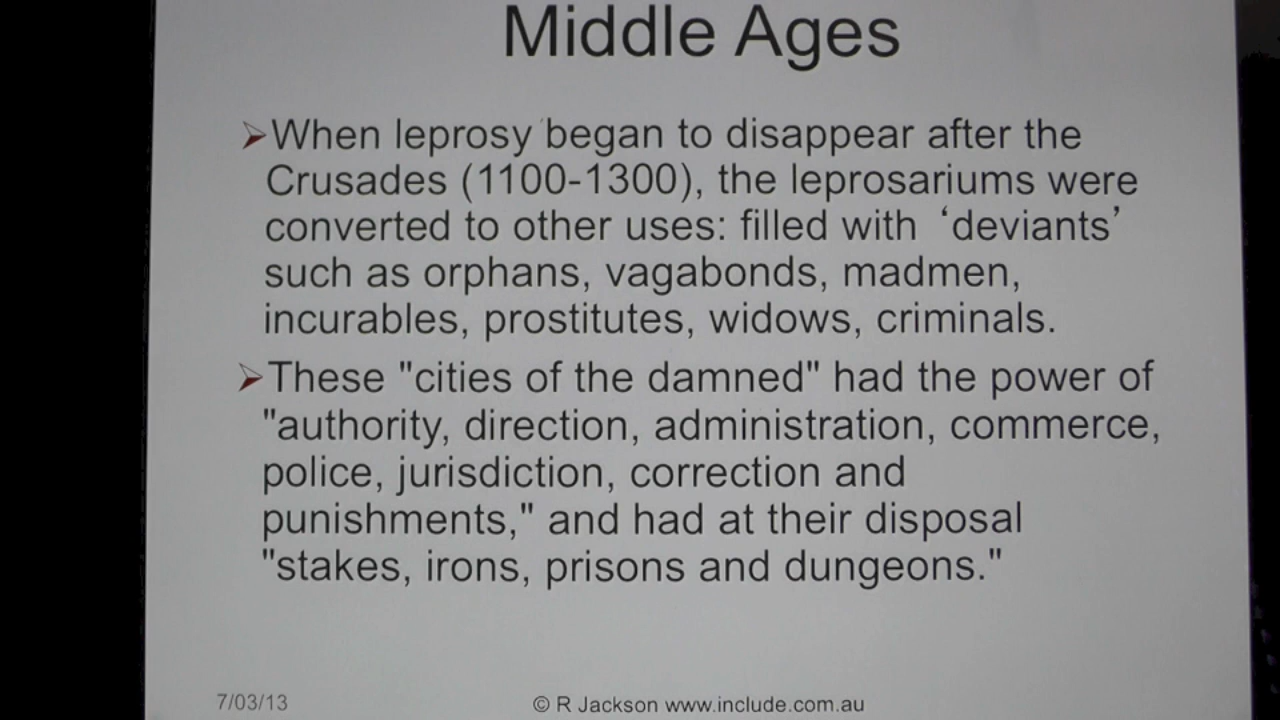 Middle Ages
When leprosy began to disappear after the
Crusades (1100-1300), the leprosariums were
converted to other uses: filled with ‘deviants’
such as orphans, vagabonds, madmen,
incurables, prostitutes, widows, criminals.
These "cities of the damned" had the power of
"authority, direction, administration, commerce,
police, jurisdiction, correction and
punishments," and had at their disposal
"stakes, irons, prisons and dungeons."
7/03/13
© R Jackson www.include.com.au